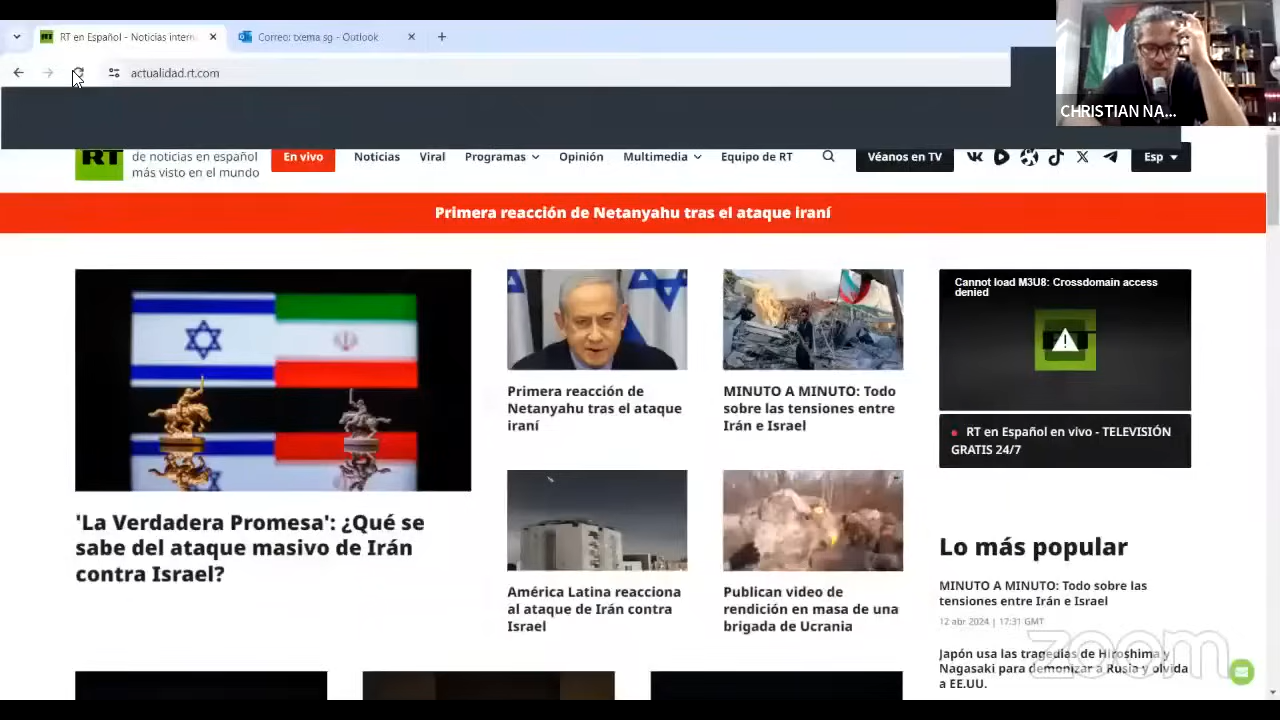 RT en Español - Noticias intern
Correo: txema sg - Outlook
actualidad.rt.com
CHRISTIAN NA...
RT
de noticias en español
más visto en el mundo
En vivo
Noticias
Viral
Programas
Opinión
Multimedia
Equipo de RT
Véanos en TV
Esp
Primera reacción de Netanyahu tras el ataque iraní
'La Verdadera Promesa': ¿Qué se
sabe del ataque masivo de Irán
contra Israel?
Primera reacción de
Netanyahu tras el ataque
iraní
MINUTO A MINUTO: Todo
sobre las tensiones entre
Irán e Israel
América Latina reacciona
al ataque de Irán contra
Israel
Publican video de
rendición en masa de una
brigada de Ucrania
Cannot load M3U8: Crossdomain access
denied
RT en Español en vivo - TELEVISIÓN
GRATIS 24/7
Lo más popular
MINUTO A MINUTO: Todo sobre las
tensiones entre Irán e Israel
12 abr 2024 | 17:31 GMT
Japón usa las tragedias de Hiroshima y
Nagasaki para demonizar a Rusia y olvida
a EE.UU.
zoom